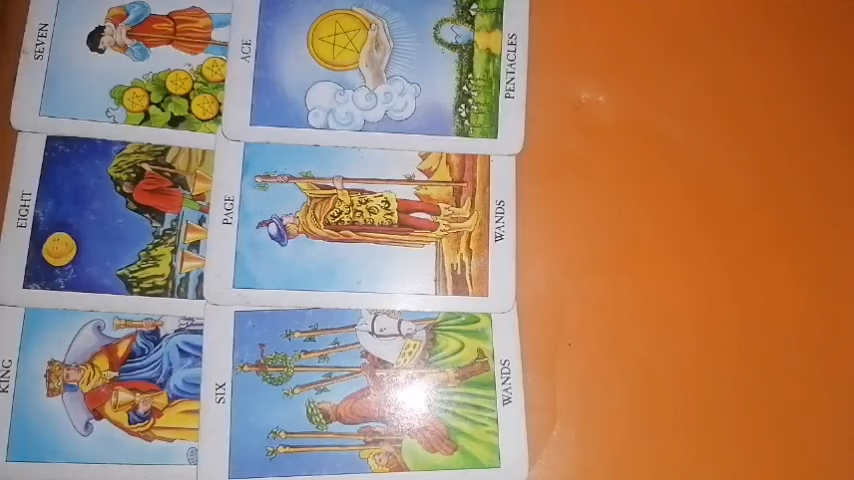 SEVEN
ACE
PENTACLES
EIGHT
PAGE
WANDS
KING
SIX
WANDS